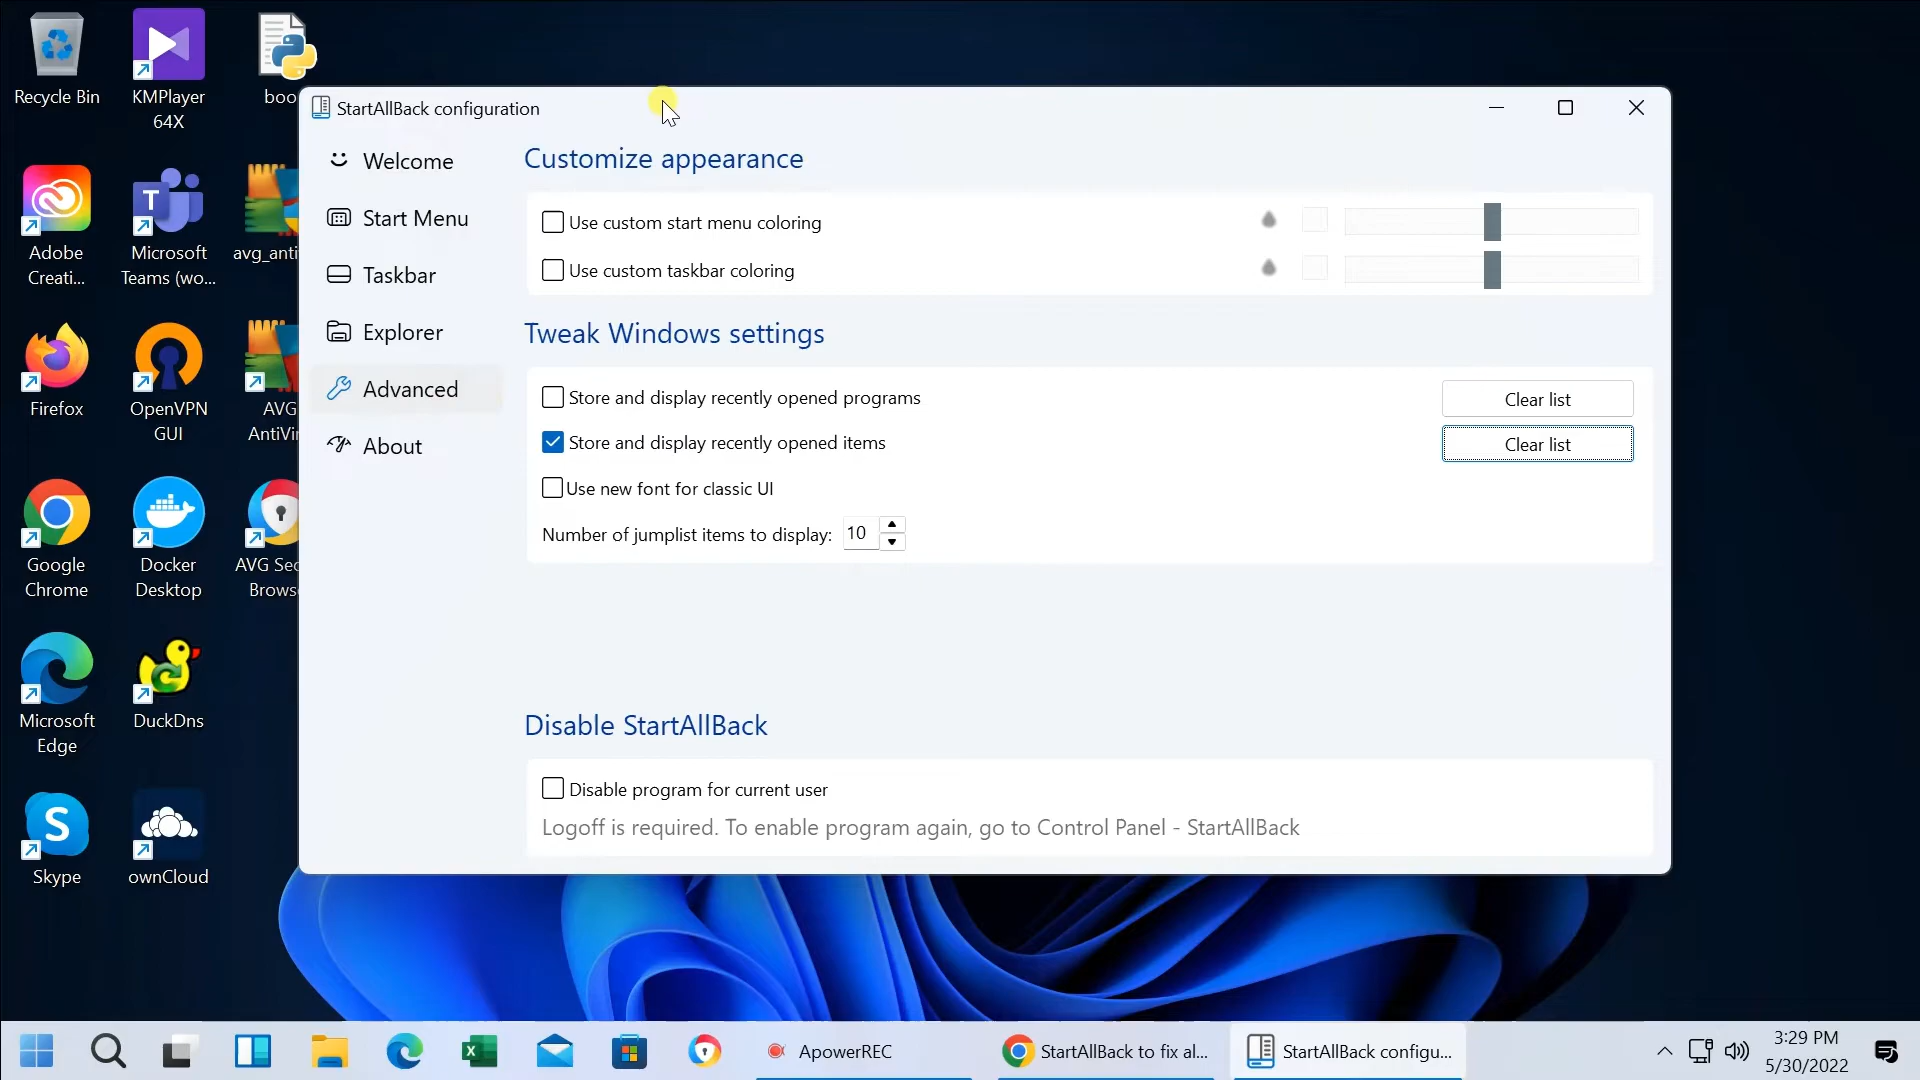 Recycle Bin
KMPlayer
64X
boo
Adobe
Creati...
Microsoft
Teams (wo...
avg_anti
Firefox
OpenVPN
GUI
AVG
AntiVir
Google
Chrome
Docker
Desktop
AVG Sec
Brows
Microsoft
Edge
DuckDns
Skype
ownCloud
StartAllBack configuration
Welcome
Start Menu
Taskbar
Explorer
Advanced
About
Customize appearance
Use custom start menu coloring
Use custom taskbar coloring
Tweak Windows settings
Store and display recently opened programs
Clear list
Store and display recently opened items
Clear list
Use new font for classic UI
Number of jumplist items to display: 10
Disable StartAllBack
Disable program for current user
Logoff is required. To enable program again, go to Control Panel - StartAllBack
ApowerREC
StartAllBack to fix al...
StartAllBack configu...
3:29 PM
5/30/2022